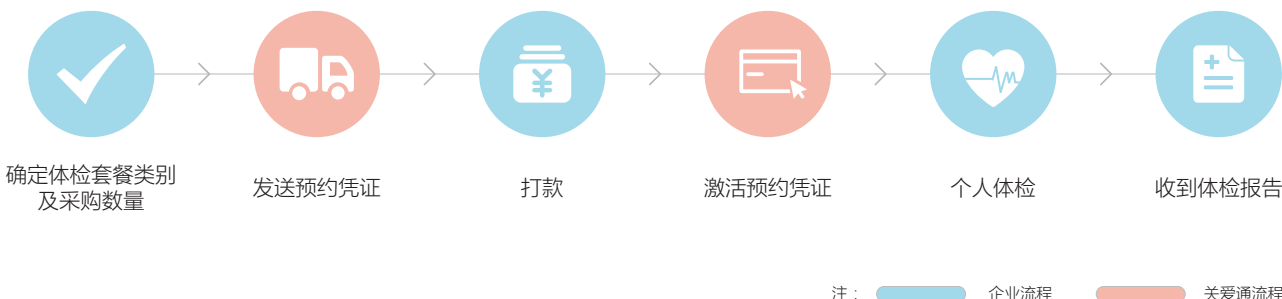 确定体检套餐类别
及采购数量
发送预约凭证
打款
激活预约凭证
个人体检
收到体检报告
注：
企业流程
关爱通流程